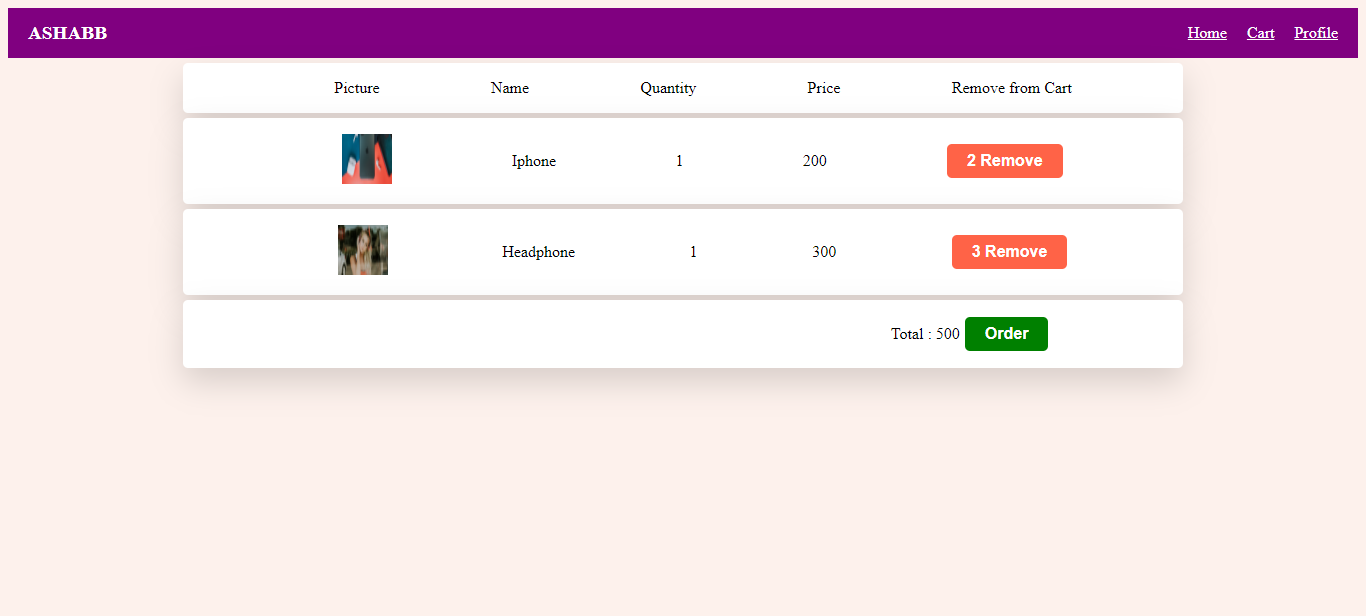 ASHABB Home Cart Profile
Picture Name Quantity Price Remove from Cart
Iphone 1 200 2 Remove
Headphone 1 300 3 Remove
Total : 500 Order